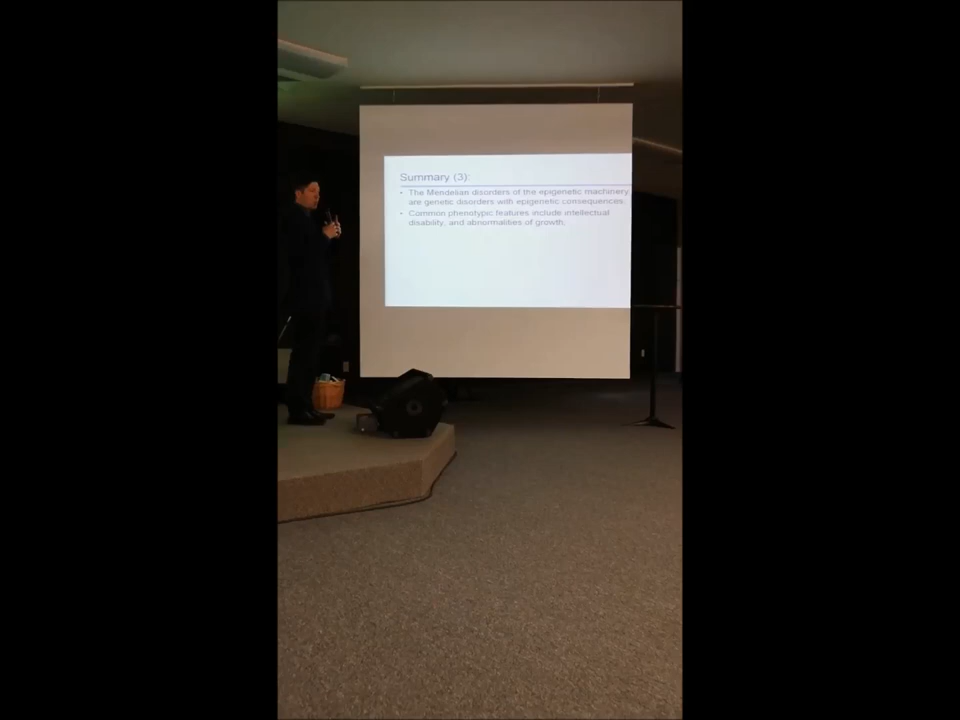 Summary (3):
• The Mendelian disorders of the epigenetic machinery
are genetic disorders with epigenetic consequences;
• Common phenotypic features include intellectual
disability, and abnormalities of growth;